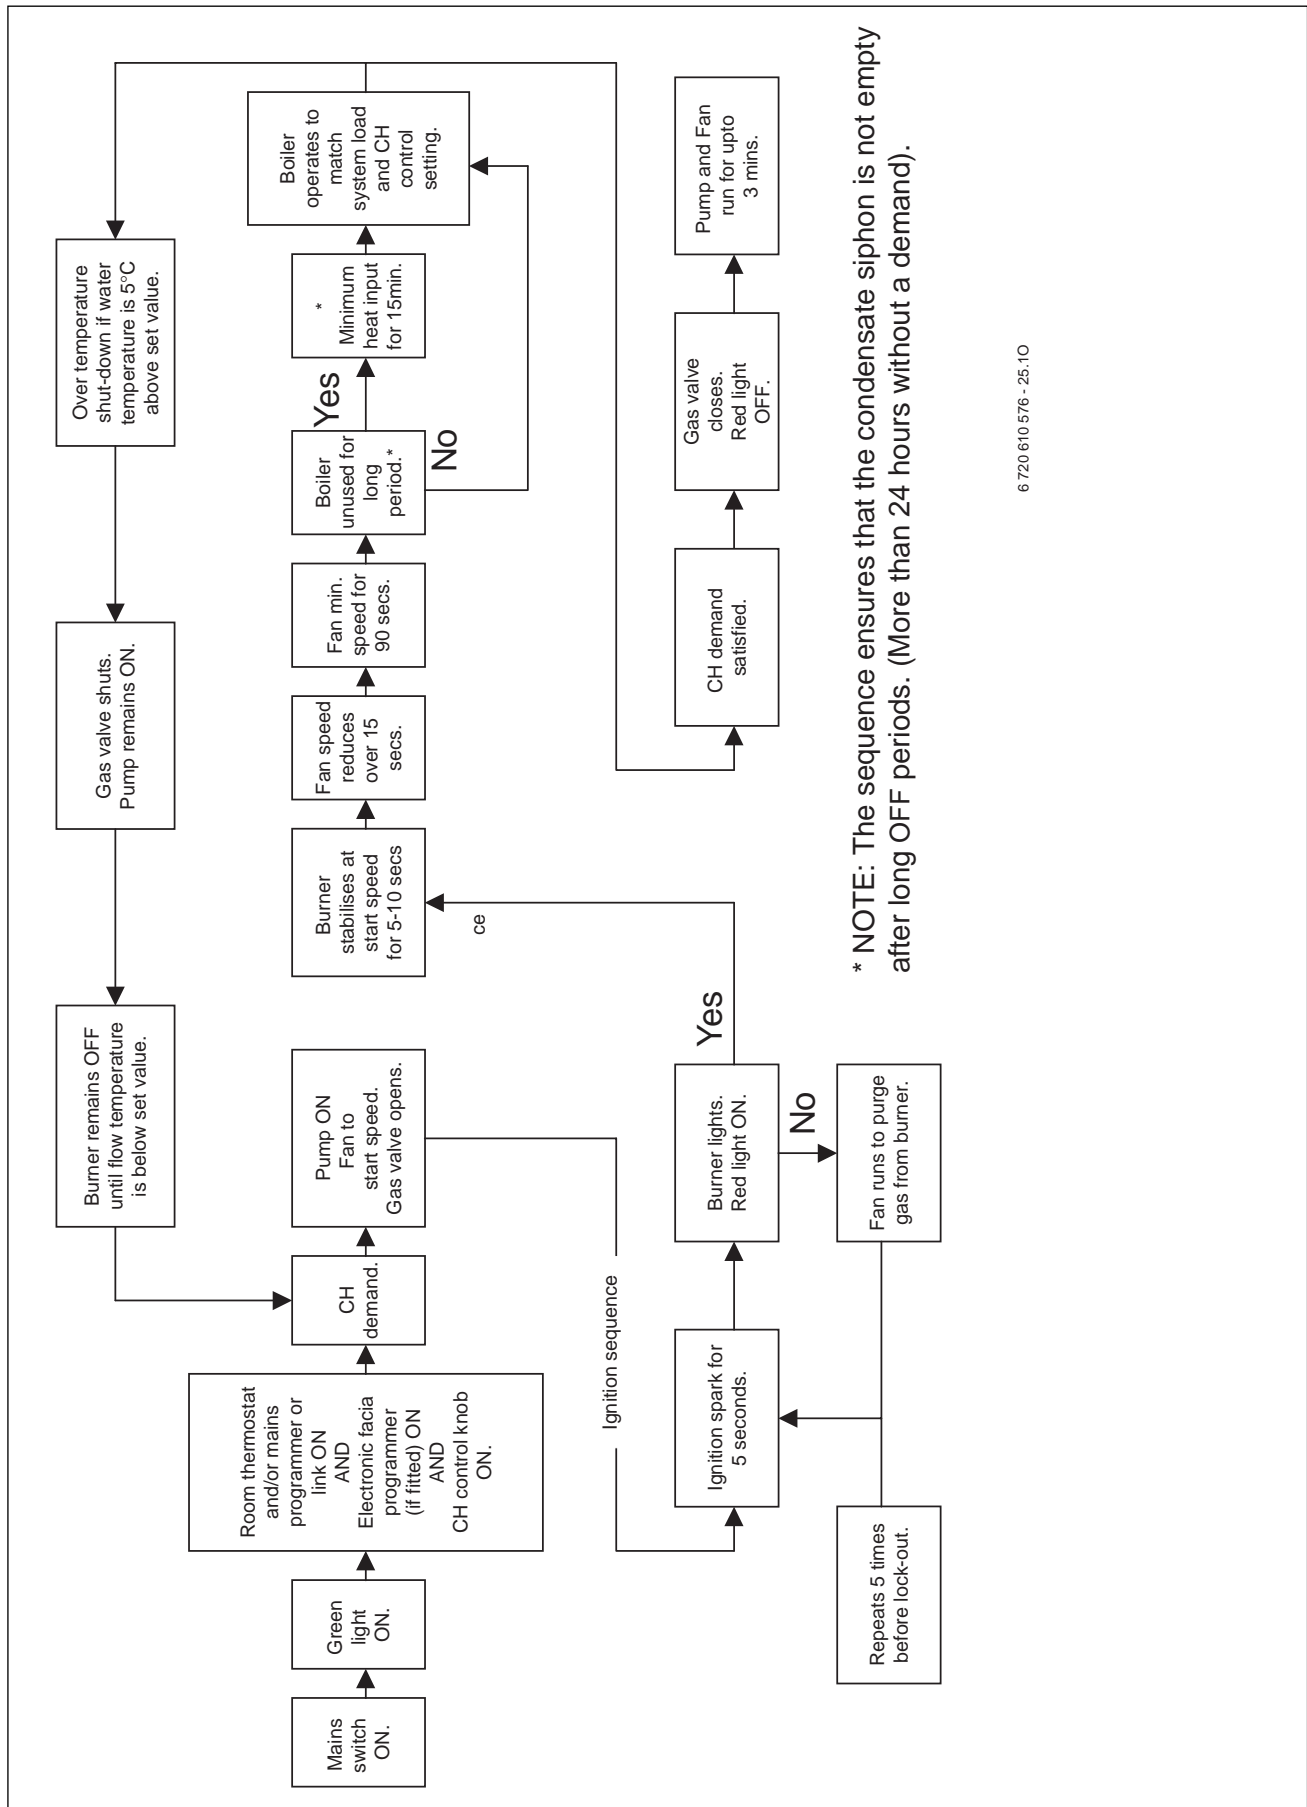 Over temperature
shut-down if water
temperature is 5°C
above set value.
Gas valve shuts.
Pump remains ON.
Burner remains OFF
until flow temperature
is below set value.
Mains
switch
ON.
Green
light
ON.
Room thermostat
and/or mains
programmer or
link ON
AND
Electronic facia
programmer
(if fitted) ON
AND
CH control knob
ON.
CH
demand.
Pump ON
Fan to
start speed.
Gas valve opens.
Burner
stabilises at
start speed
for 5-10 secs
Fan speed
reduces
over 15
secs.
Fan min.
speed for
90 secs.
Boiler
unused for
long
period.*
Yes
No
*
Minimum
heat input
for 15min.
Boiler
operates to
match
system load
and CH
control
setting.
ce
Ignition sequence
Ignition spark for
5 seconds.
Burner lights.
Red light ON.
Yes
No
CH demand
satisfied.
Gas valve
closes.
Red light
OFF.
Pump and Fan
run for upto
3 mins.
Repeats 5 times
before lock-out.
Fan runs to purge
gas from burner.
* NOTE: The sequence ensures that the condensate siphon is not empty
after long OFF periods. (More than 24 hours without a demand).
6 720 610 576 - 25.1O